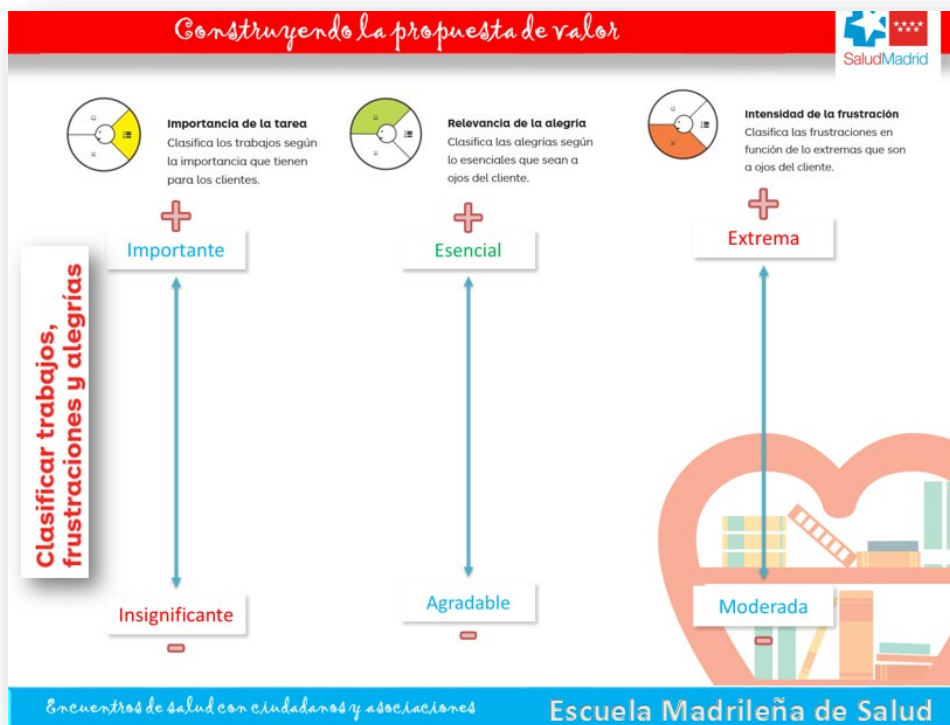 Construyendo la propuesta de valor
SaludMadrid
Importancia de la tarea
Clasifica los trabajos según
la importancia que tienen
para los clientes.
Relevancia de la alegría
Clasifica las alegrías según
lo esenciales que sean a
ojos del cliente.
Intensidad de la frustración
Clasifica las frustraciones en
función de lo extremas que son
a ojos del cliente.
Importante
Esencial
Extrema
Clasificar trabajos,
frustraciones y alegrías
Insignificante
Agradable
Moderada
Encuentros de salud con ciudadanos y asociaciones
Escuela Madrileña de Salud